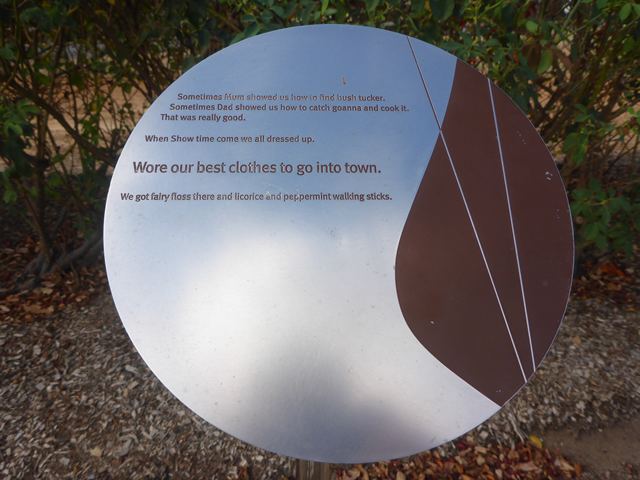 Sometimes Mum showed us how to find bush tucker.
Sometimes Dad showed us how to catch goanna and cook it.
That was really good.
When Show time come we all dressed up.
Wore our best clothes to go into town.
We got fairy floss there and licorice and peppermint walking sticks.